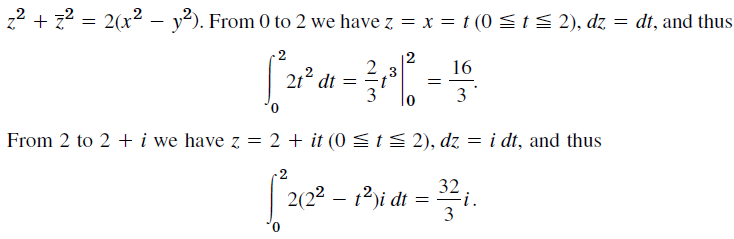 z² + z̄² = 2(x² − y²). From 0 to 2 we have z = x = t (0 ≦ t ≦ 2), dz = dt, and thus
∫₀² 2t² dt = 2/3 t³ |₀² = 16/3.
From 2 to 2 + i we have z = 2 + it (0 ≦ t ≦ 2), dz = i dt, and thus
∫₀² 2(2² − t²)i dt = 32/3 i.